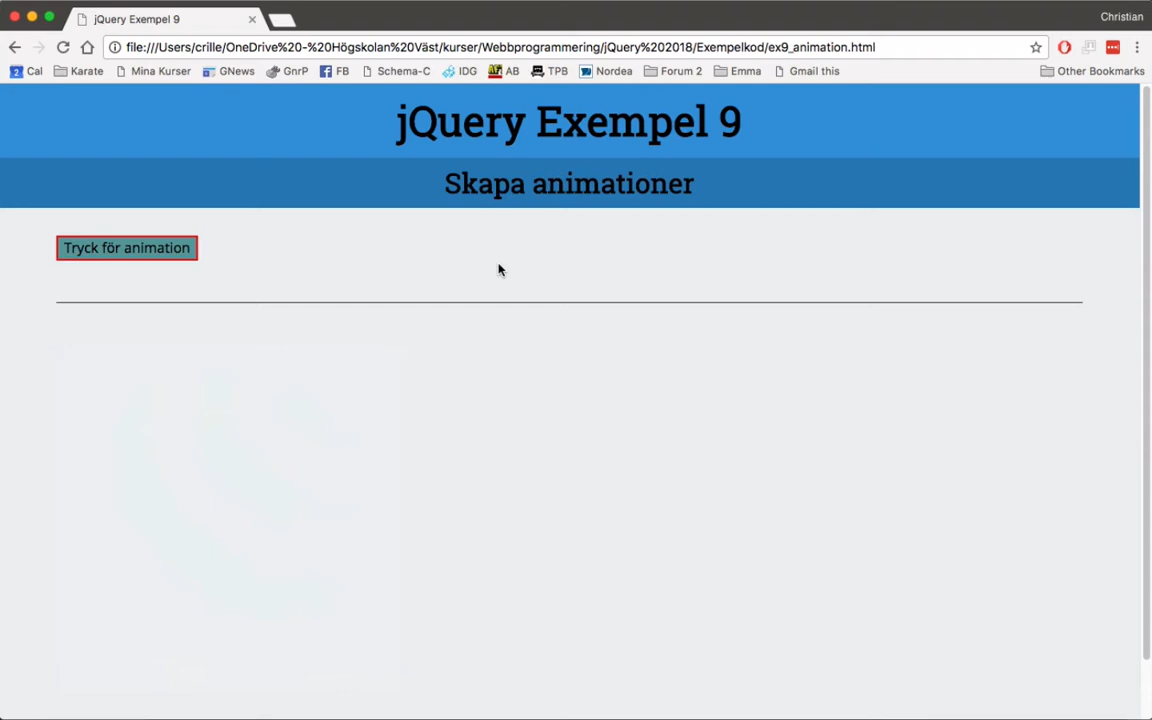 jQuery Exempel 9
Christian
file:///Users/crille/OneDrive%20-%20Högskolan%20Väst/kurser/Webbprogrammering/jQuery%202018/Exempelkod/ex9_animation.html
2 Cal Karate Mina Kurser GNews GnrP FB Schema-C IDG AB TPB Nordea Forum 2 Emma Gmail this Other Bookmarks
jQuery Exempel 9
Skapa animationer
Tryck för animation